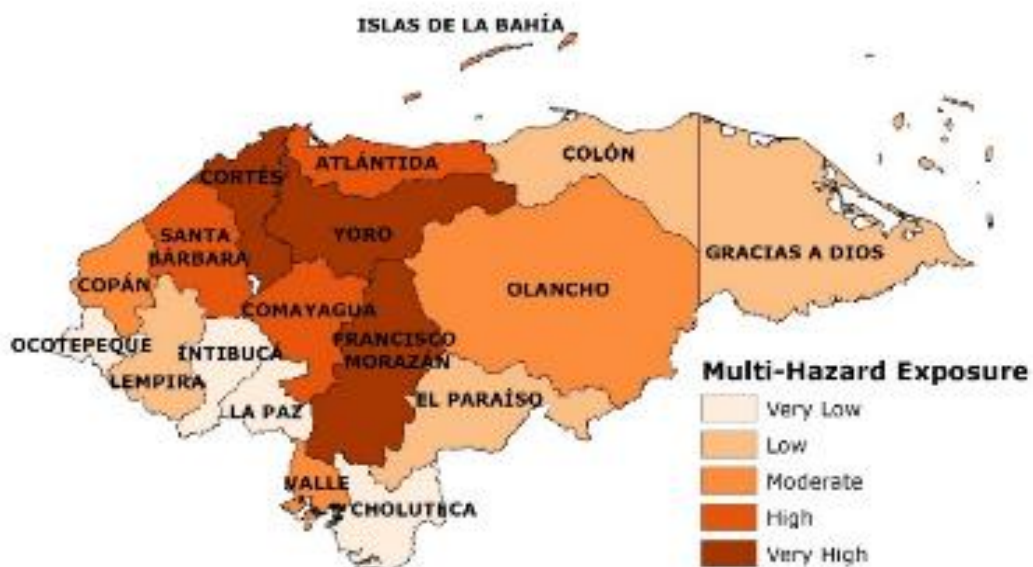 ISLAS DE LA BAHÍA
ATLÁNTIDA
COLÓN
CORTÉS
YORO
SANTA
BÁRBARA
GRACIAS A DIOS
COPÁN
OLANCHO
COMAYAGUA
FRANCISCO
MORAZÁN
OCOTEPEQUE
INTIBUCÁ
LEMPIRA
LA PAZ
EL PARAÍSO
VALLE
CHOLUTECA
Multi-Hazard Exposure
Very Low
Low
Moderate
High
Very High